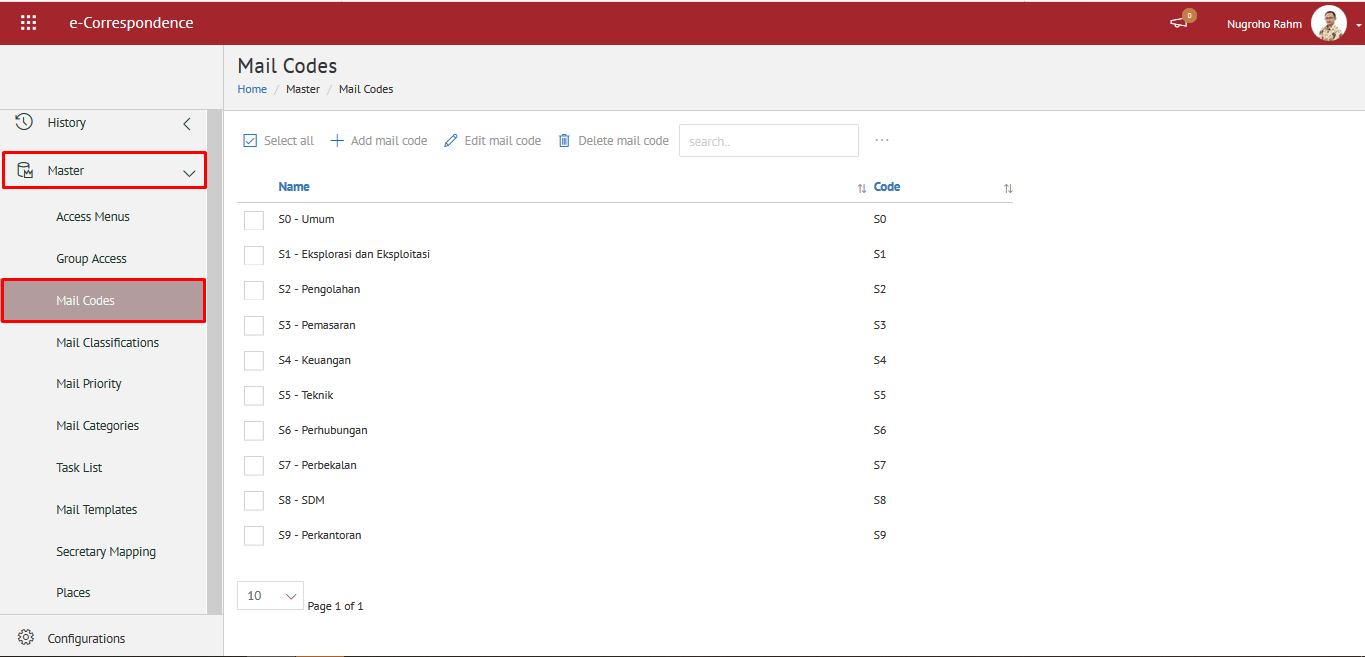 e-Correspondence
0
Nugroho Rahm
Mail Codes
Home / Master / Mail Codes
History
Master
Access Menus
Group Access
Mail Codes
Mail Classifications
Mail Priority
Mail Categories
Task List
Mail Templates
Secretary Mapping
Places
Configurations
Select all Add mail code Edit mail code Delete mail code search.. ...
Name Code
S0 - Umum S0
S1 - Eksplorasi dan Eksploitasi S1
S2 - Pengolahan S2
S3 - Pemasaran S3
S4 - Keuangan S4
S5 - Teknik S5
S6 - Perhubungan S6
S7 - Perbekalan S7
S8 - SDM S8
S9 - Perkantoran S9
10 Page 1 of 1